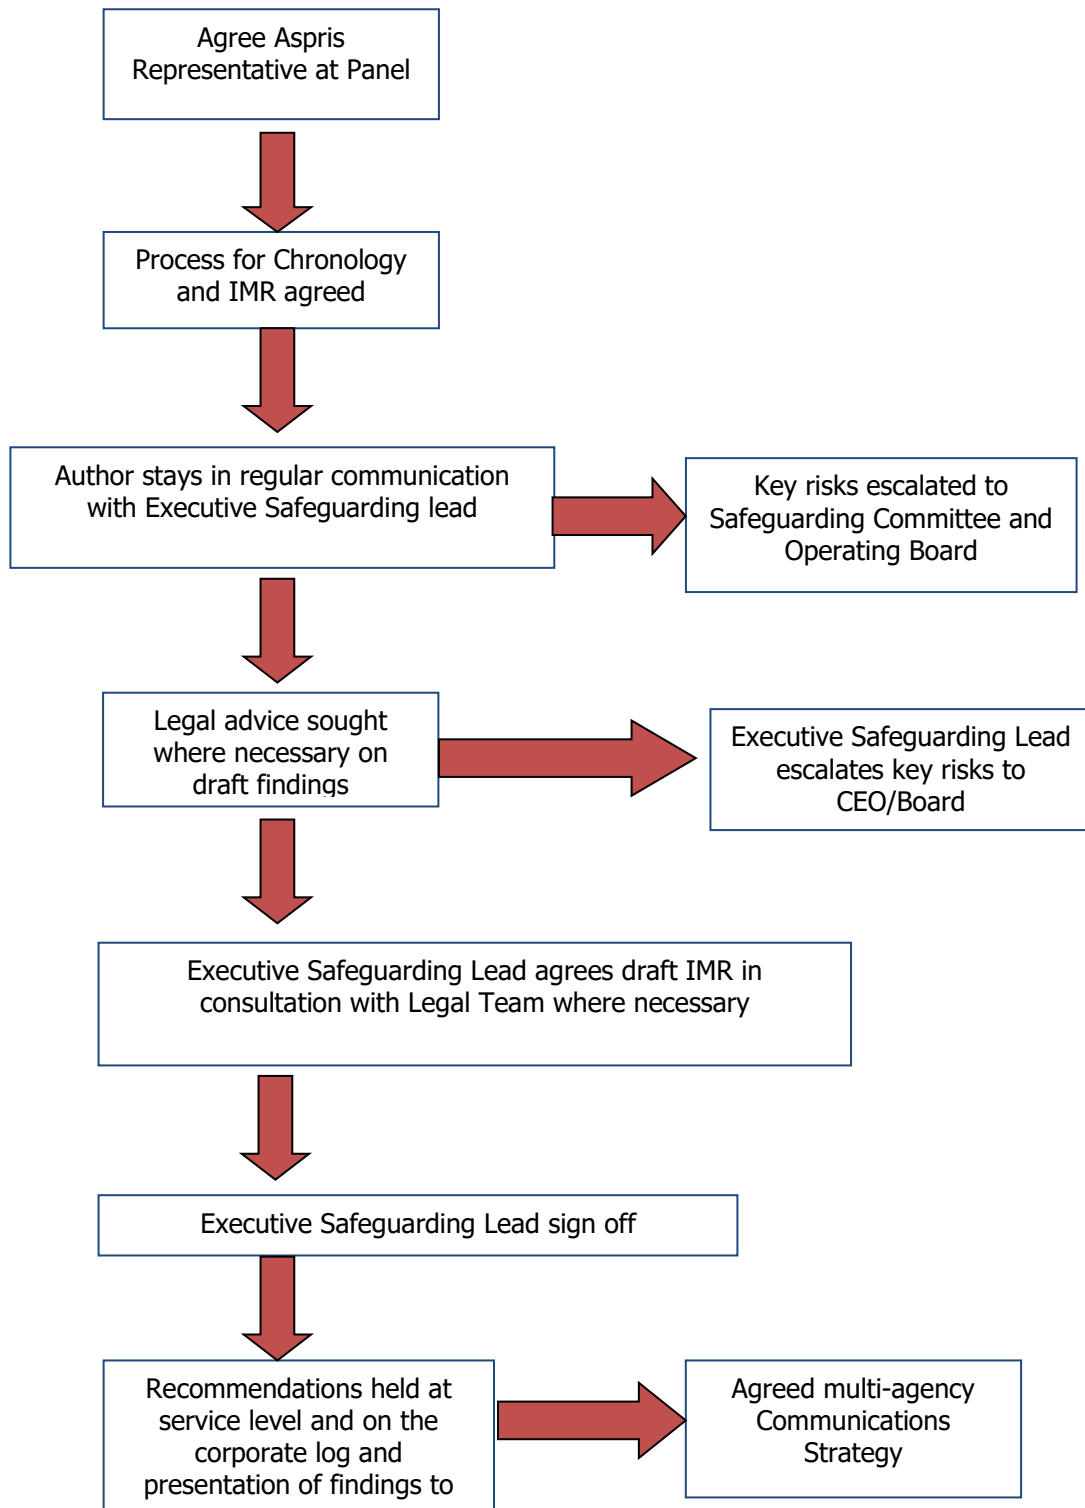 Agree Aspris
Representative at Panel
Process for Chronology
and IMR agreed
Author stays in regular communication
with Executive Safeguarding lead
Key risks escalated to
Safeguarding Committee and
Operating Board
Legal advice sought
where necessary on
draft findings
Executive Safeguarding Lead
escalates key risks to
CEO/Board
Executive Safeguarding Lead agrees draft IMR in
consultation with Legal Team where necessary
Executive Safeguarding Lead sign off
Recommendations held at
service level and on the
corporate log and
presentation of findings to
Agreed multi-agency
Communications
Strategy